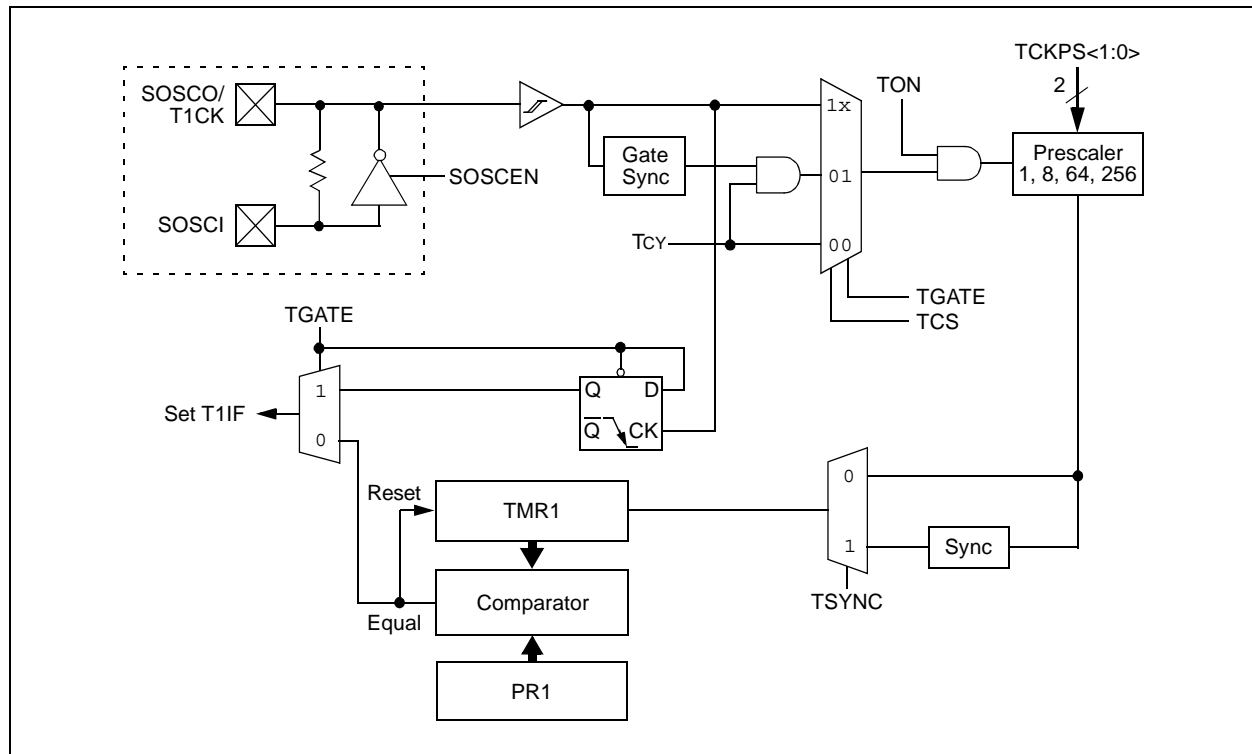 TCKPS<1:0>
SOSCO/
T1CK
TON
2
1x
Gate
Sync
Prescaler
1, 8, 64, 256
SOSCEN
01
SOSCI
TCY
00
TGATE
TCS
TGATE
1
Q
D
Set T1IF
Q
CK
0
0
Reset
TMR1
1
Sync
Comparator
TSYNC
Equal
PR1